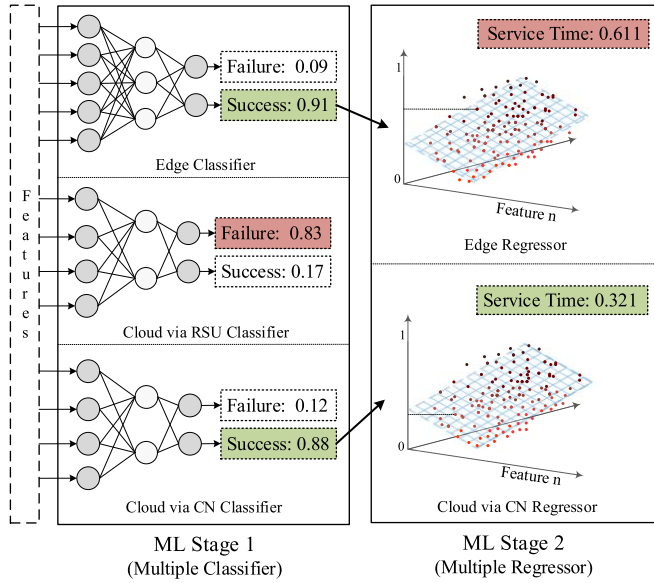 Features
Failure: 0.09
Success: 0.91
Edge Classifier
Failure: 0.83
Success: 0.17
Cloud via RSU Classifier
Failure: 0.12
Success: 0.88
Cloud via CN Classifier
ML Stage 1
(Multiple Classifier)
Service Time: 0.611
1
0
Feature n
Edge Regressor
Service Time: 0.321
1
0
Feature n
Cloud via CN Regressor
ML Stage 2
(Multiple Regressor)